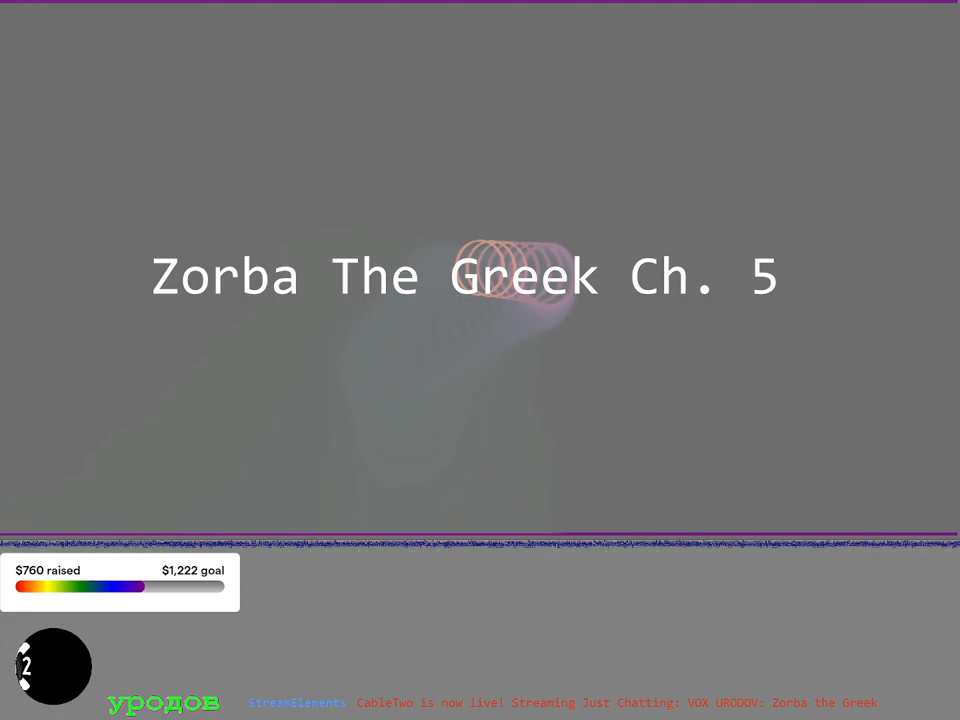 Zorba The Greek Ch. 5
$760 raised $1,222 goal
2
уродов StreamElements CableTwo is now live! Streaming Just Chatting: VOX URODOV: Zorba the Greek